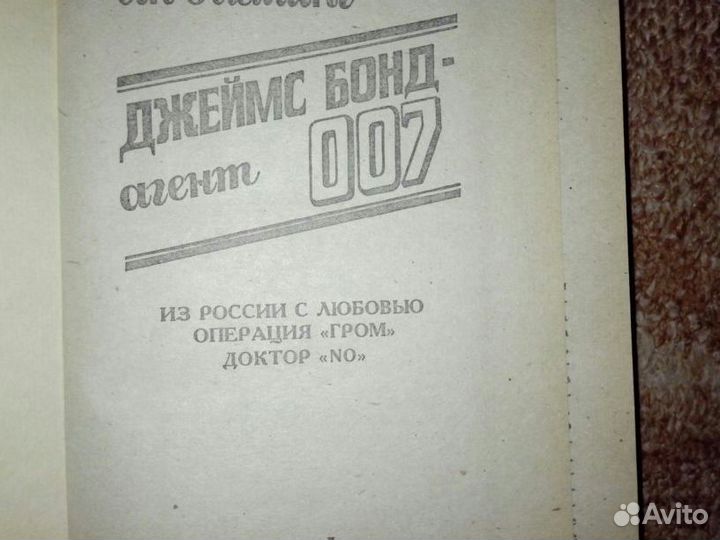 ДЖЕЙМС БОНД-
агент 007
ИЗ РОССИИ С ЛЮБОВЬЮ
ОПЕРАЦИЯ «ГРОМ»
ДОКТОР «NO»
Avito